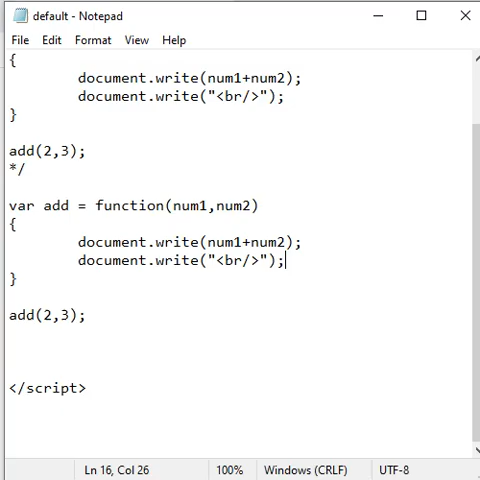 default - Notepad
File Edit Format View Help
{
        document.write(num1+num2);
        document.write("<br/>");
}

add(2,3);
*/

var add = function(num1,num2)
{
        document.write(num1+num2);
        document.write("<br/>");
}

add(2,3);

</script>
Ln 16, Col 26 100% Windows (CRLF) UTF-8